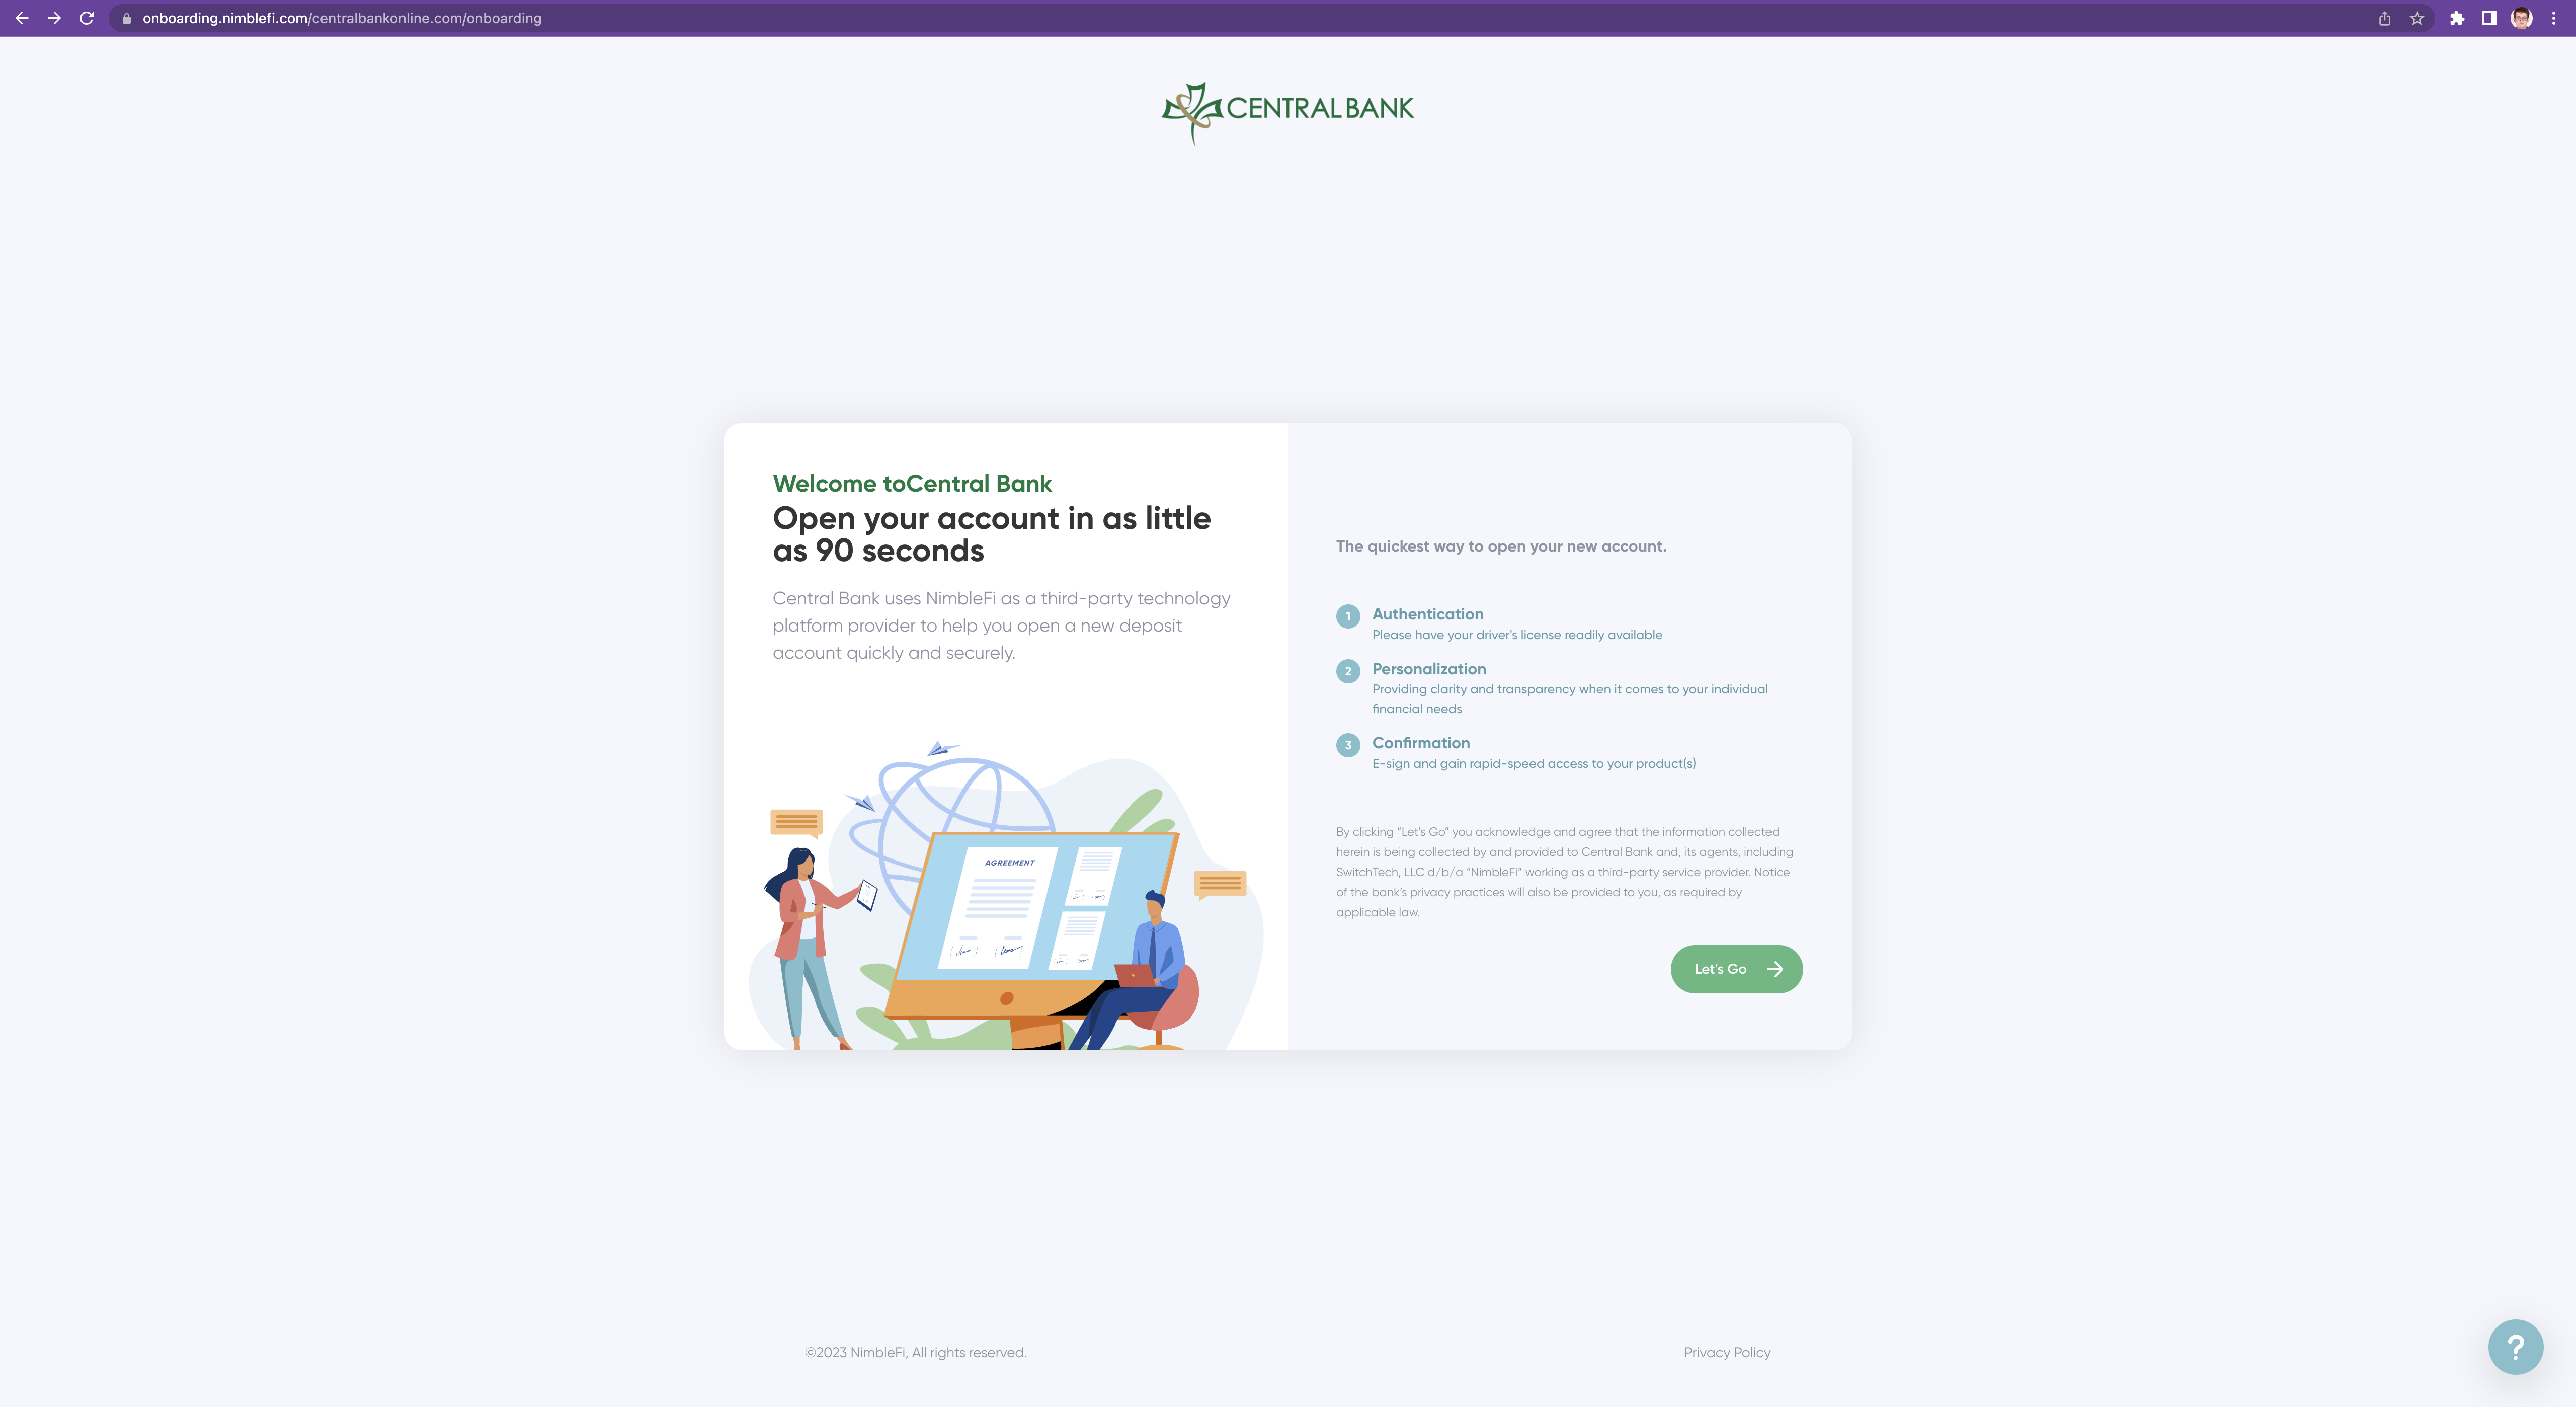 onboarding.nimblefi.com/centralbankonline.com/onboarding
CENTRAL BANK
Welcome toCentral Bank
Open your account in as little
as 90 seconds
Central Bank uses NimbleFi as a third-party technology
platform provider to help you open a new deposit
account quickly and securely.
AGREEMENT
The quickest way to open your new account.
1 Authentication
Please have your driver's license readily available
2 Personalization
Providing clarity and transparency when it comes to your individual
financial needs
3 Confirmation
E-sign and gain rapid-speed access to your product(s)
By clicking “Let's Go” you acknowledge and agree that the information collected
herein is being collected by and provided to Central Bank and, its agents, including
SwitchTech, LLC d/b/a “NimbleFi” working as a third-party service provider. Notice
of the bank's privacy practices will also be provided to you, as required by
applicable law.
Let's Go
©2023 NimbleFi, All rights reserved.
Privacy Policy
?